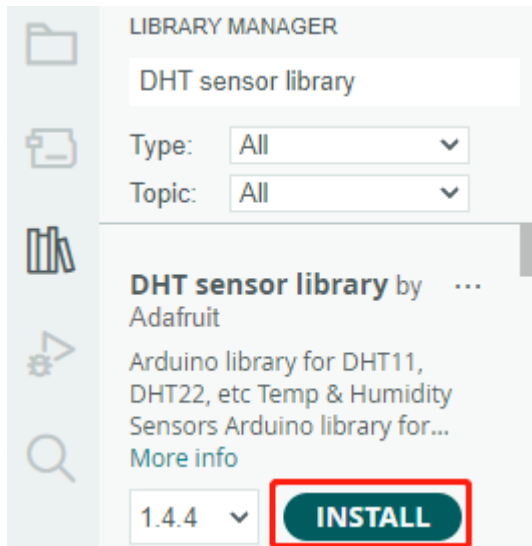 LIBRARY MANAGER
DHT sensor library
Type: All
Topic: All
DHT sensor library by ...
Adafruit
Arduino library for DHT11,
DHT22, etc Temp & Humidity
Sensors Arduino library for...
More info
1.4.4 INSTALL